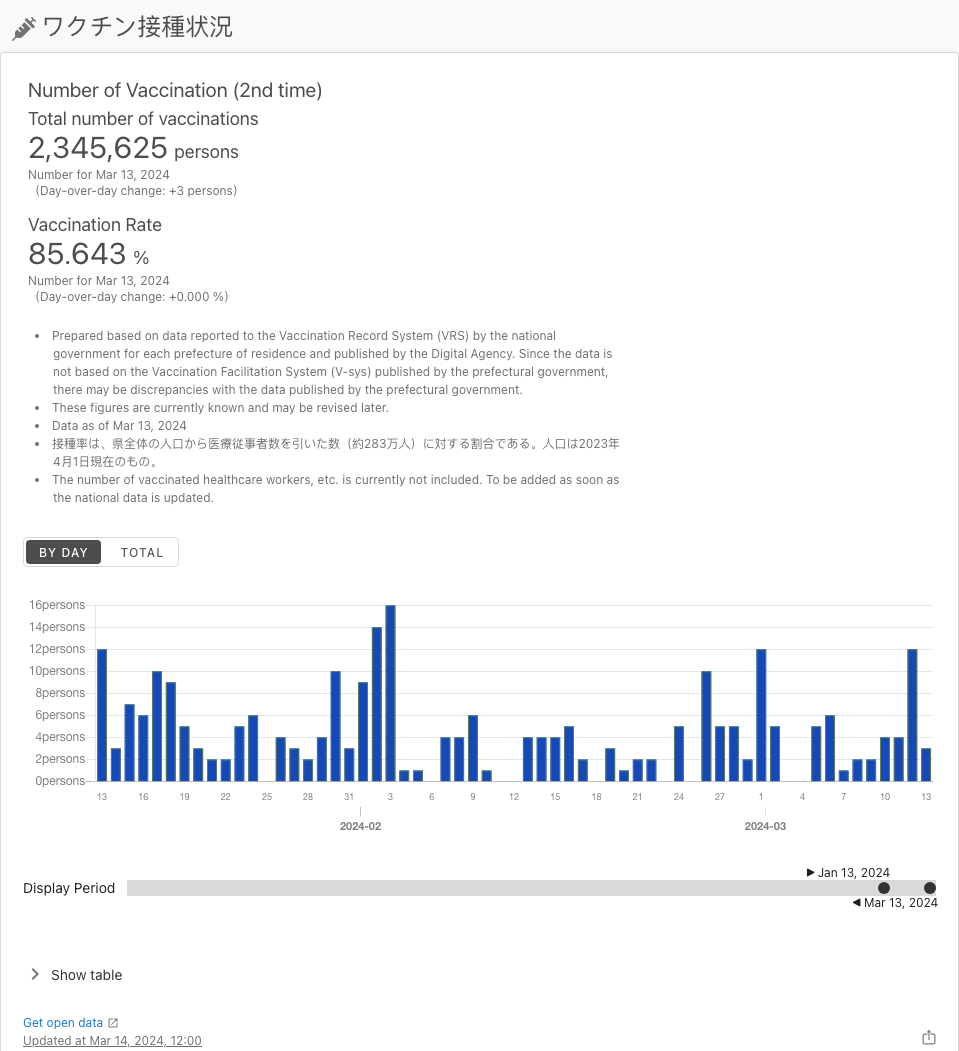 ワクチン接種状況
Number of Vaccination (2nd time)
Total number of vaccinations
2,345,625 persons
Number for Mar 13, 2024
(Day-over-day change: +3 persons)
Vaccination Rate
85.643 %
Number for Mar 13, 2024
(Day-over-day change: +0.000 %)
• Prepared based on data reported to the Vaccination Record System (VRS) by the national
government for each prefecture of residence and published by the Digital Agency. Since the data is
not based on the Vaccination Facilitation System (V-sys) published by the prefectural government,
there may be discrepancies with the data published by the prefectural government.
• These figures are currently known and may be revised later.
• Data as of Mar 13, 2024
• 接種率は、県全体の人口から医療従事者数を引いた数（約283万人）に対する割合である。人口は2023年
4月1日現在のもの。
• The number of vaccinated healthcare workers, etc. is currently not included. To be added as soon as
the national data is updated.
BY DAY TOTAL
16persons
14persons
12persons
10persons
8persons
6persons
4persons
2persons
0persons
13 16 19 22 25 28 31 3 6 9 12 15 18 21 24 27 1 4 7 10 13
2024-02 2024-03
Jan 13, 2024
Display Period
Mar 13, 2024
Show table
Get open data
Updated at Mar 14, 2024, 12:00